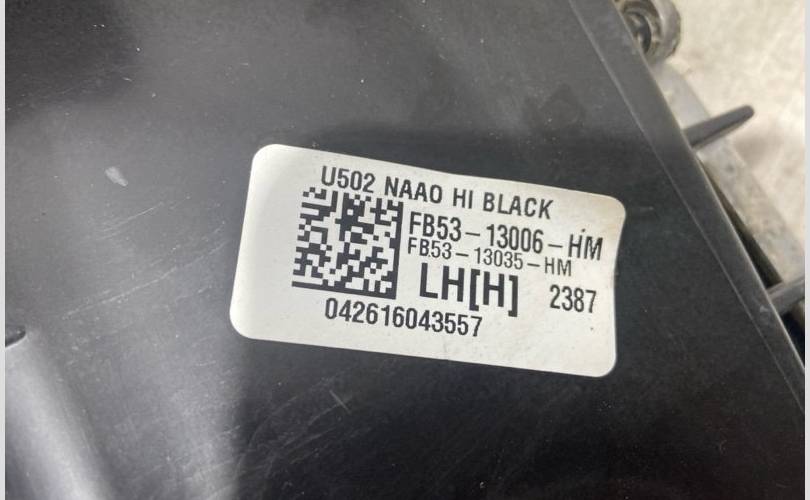 U502 NAAO HI BLACK
FB53-13006-HM
FB53-13035-HM
LH[H] 2387
042616043557